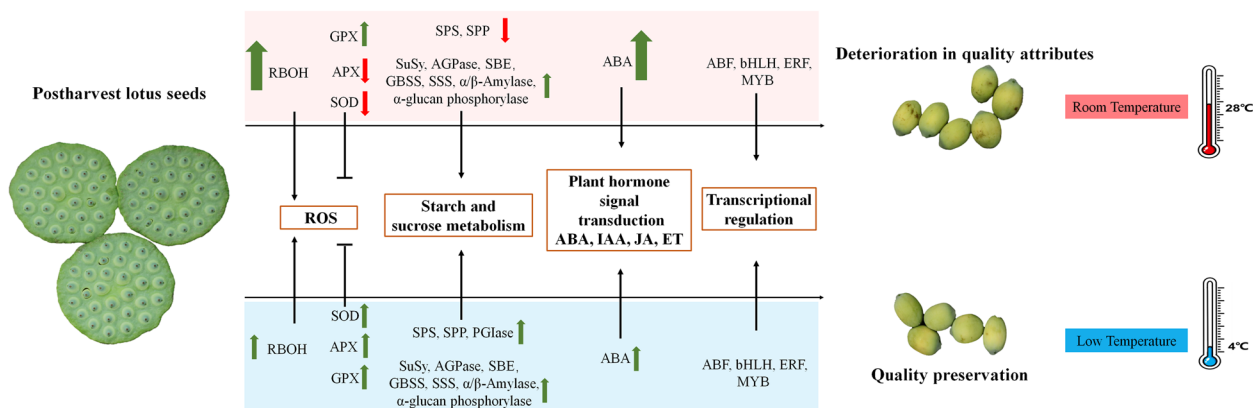 Postharvest lotus seeds
RBOH
GPX
APX
SOD
SPS, SPP
SuSy, AGPase, SBE,
GBSS, SSS, α/β-Amylase,
α-glucan phosphorylase
ABA
ABF, bHLH, ERF,
MYB
ROS
Starch and
sucrose metabolism
Plant hormone
signal
transduction
ABA, IAA, JA, ET
Transcriptional
regulation
RBOH
SOD
APX
GPX
SPS, SPP, PGIase
SuSy, AGPase, SBE,
GBSS, SSS, α/β-Amylase,
α-glucan phosphorylase
ABA
ABF, bHLH, ERF,
MYB
Deterioration in quality attributes
Room Temperature
28℃
Quality preservation
Low Temperature
4℃